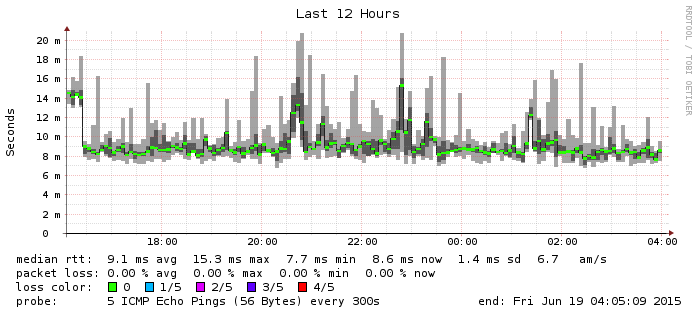 Last 12 Hours
RRDTOOL / TOBI OETIKER
Seconds
20 m
18 m
16 m
14 m
12 m
10 m
8 m
6 m
4 m
2 m
0
18:00 20:00 22:00 00:00 02:00 04:00
median rtt: 9.1 ms avg 15.3 ms max 7.7 ms min 8.6 ms now 1.4 ms sd 6.7 am/s
packet loss: 0.00 % avg 0.00 % max 0.00 % min 0.00 % now
loss color: 0 1/5 2/5 3/5 4/5
probe: 5 ICMP Echo Pings (56 Bytes) every 300s end: Fri Jun 19 04:05:09 2015